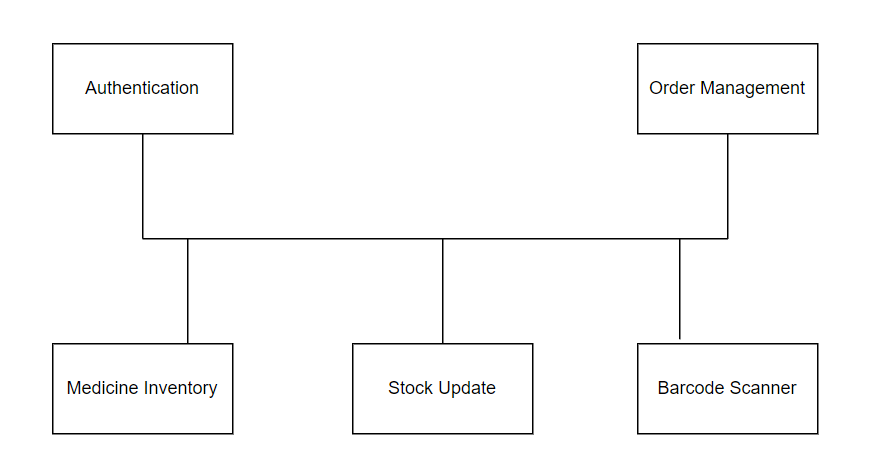 Authentication
Order Management
Medicine Inventory
Stock Update
Barcode Scanner